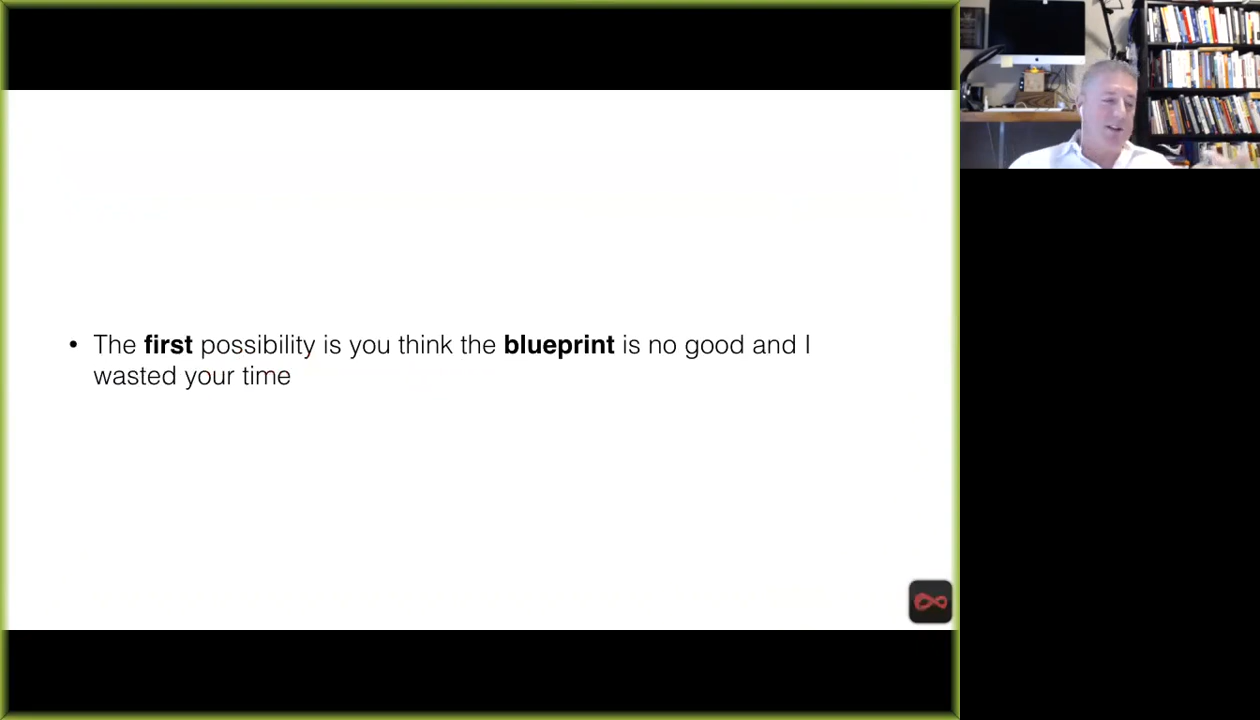 • The first possibility is you think the blueprint is no good and I
wasted your time